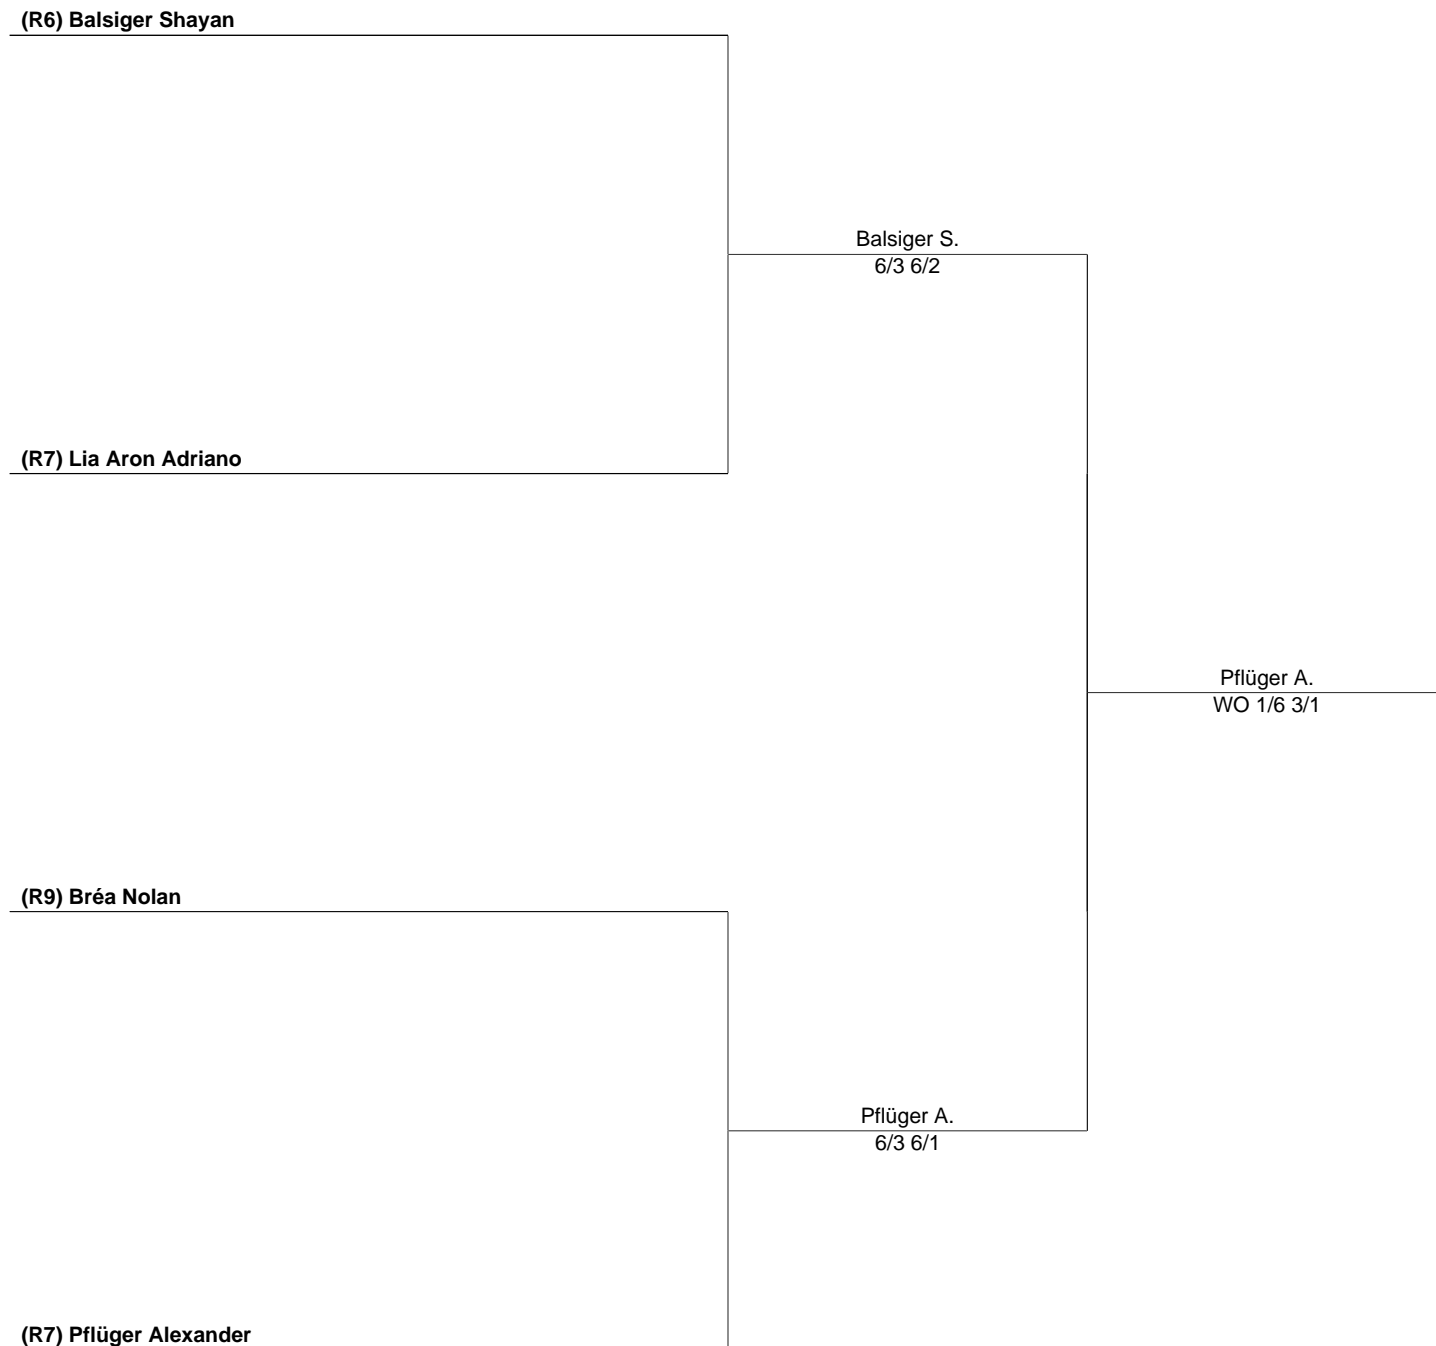 (R6) Balsiger Shayan
Balsiger S.
6/3 6/2
(R7) Lia Aron Adriano
Pflüger A.
WO 1/6 3/1
(R9) Bréa Nolan
Pflüger A.
6/3 6/1
(R7) Pflüger Alexander